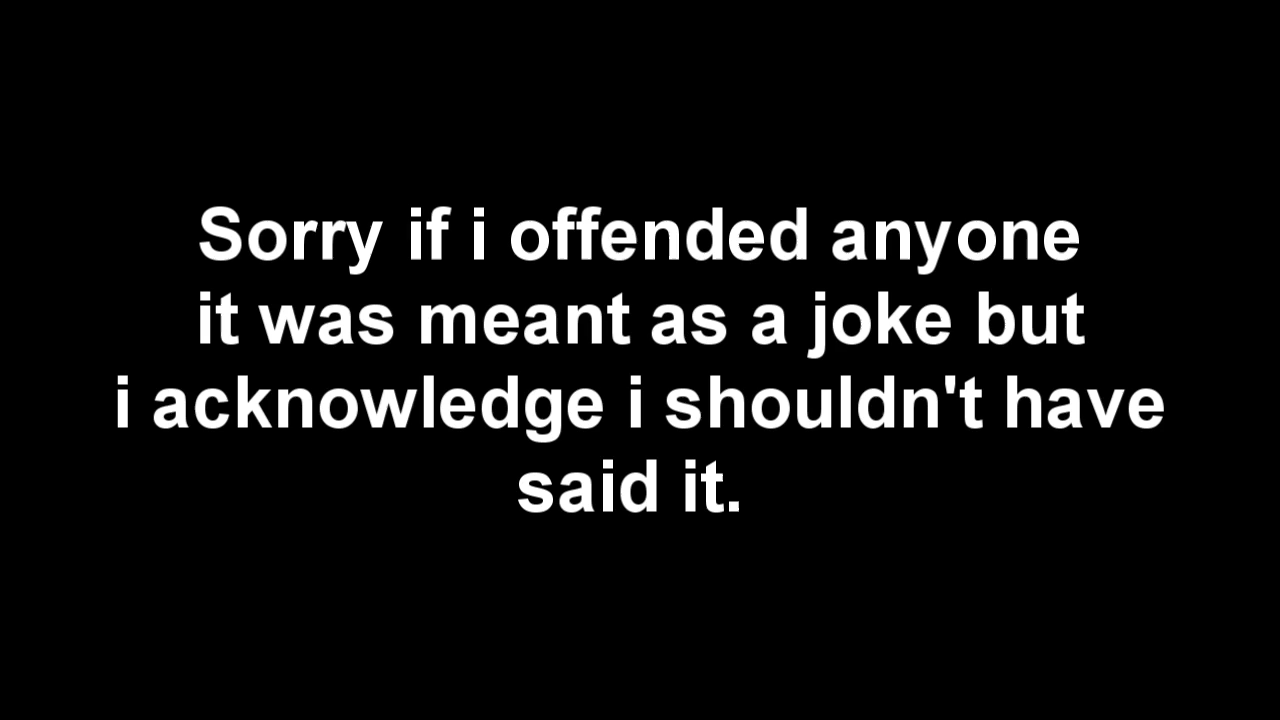 Sorry if i offended anyone
it was meant as a joke but
i acknowledge i shouldn't have
said it.